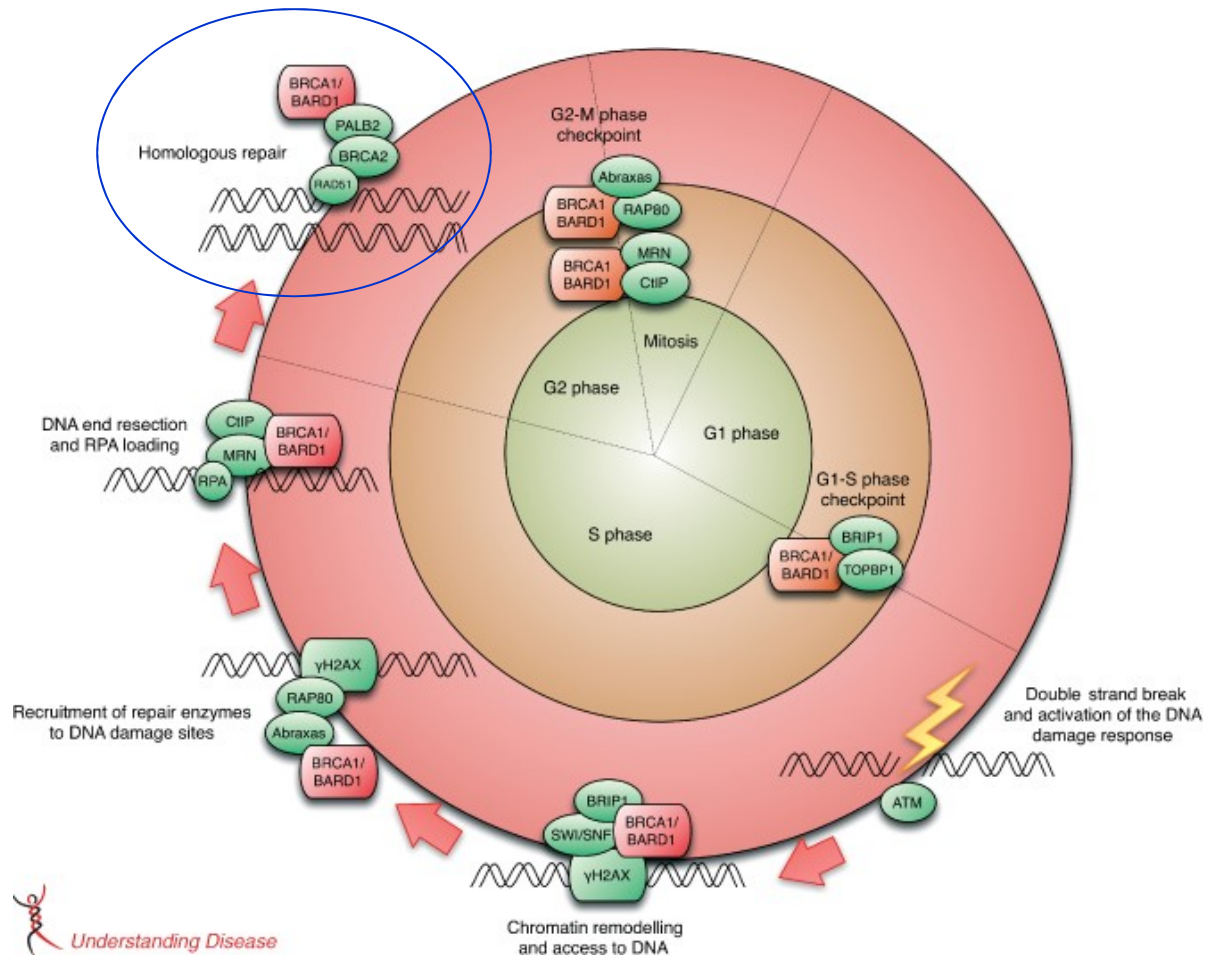 BRCA1/
BARD1
PALB2
BRCA2
RAD51
Homologous repair
G2-M phase
checkpoint
Abraxas
BRCA1
BARD1
RAP80
MRN
BRCA1
BARD1
CtIP
Mitosis
G2 phase
G1 phase
S phase
G1-S phase
checkpoint
BRIP1
BRCA1/
BARD1
TOPBP1
DNA end resection
and RPA loading
CtIP
BRCA1/
BARD1
MRN
RPA
γH2AX
RAP80
Abraxas
BRCA1/
BARD1
Recruitment of repair enzymes
to DNA damage sites
Double strand break
and activation of the DNA
damage response
ATM
BRIP1
BRCA1/
BARD1
SWI/SNF
γH2AX
Chromatin remodelling
and access to DNA
Understanding Disease